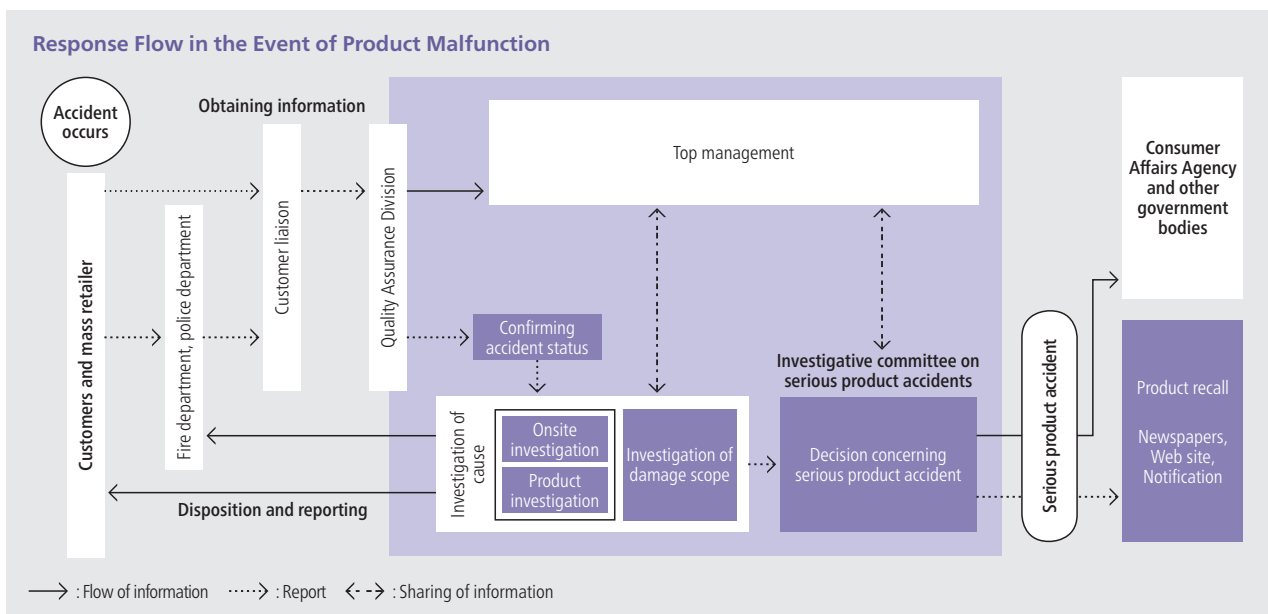 Response Flow in the Event of Product Malfunction
Accident
occurs
Obtaining information
Customers and mass retailer
Fire department, police department
Customer liaison
Quality Assurance Division
Top management
Confirming
accident status
Investigation of
cause
Onsite
investigation
Product
investigation
Investigation of
damage scope
Investigative committee on
serious product accidents
Decision concerning
serious product accident
Disposition and reporting
Serious product accident
Consumer
Affairs Agency
and other
government
bodies
Product recall
Newspapers,
Web site,
Notification
: Flow of information
: Report
: Sharing of information